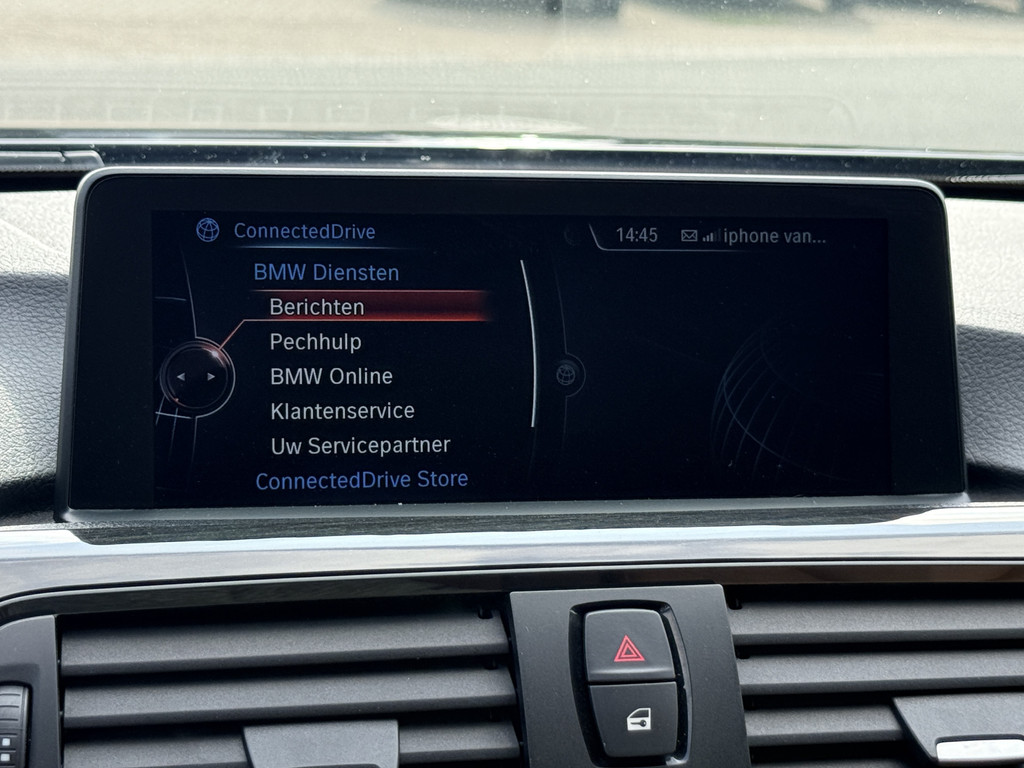 ConnectedDrive
14:45 iphone van...
BMW Diensten
Berichten
Pechhulp
BMW Online
Klantenservice
Uw Servicepartner
ConnectedDrive Store